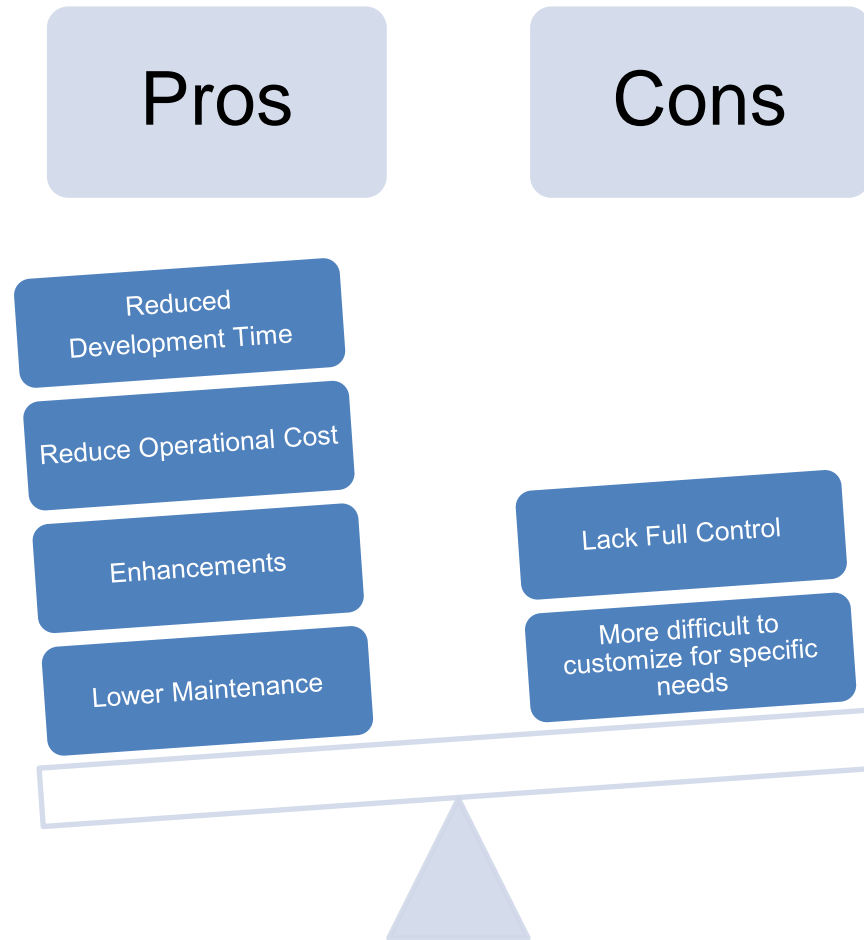 Pros
Cons
Reduced
Development Time
Reduce Operational Cost
Enhancements
Lower Maintenance
Lack Full Control
More difficult to
customize for specific
needs